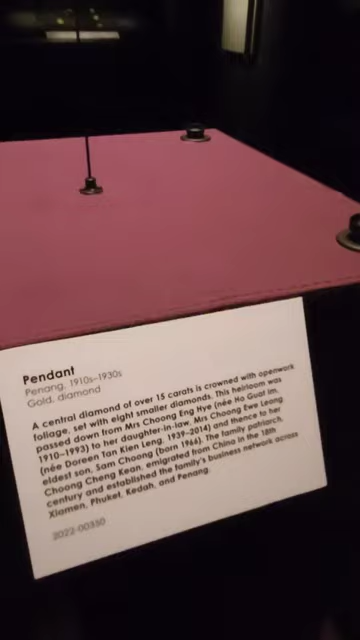 Pendant
Penang, 1910s–1930s
Gold, diamond
A central diamond of over 15 carats is crowned with openwork
foliage, set with eight smaller diamonds. This heirloom was
passed down from Mrs Choong Eng Hye (née Ho Guat Im,
1910–1993) to her daughter-in-law, Mrs Choong Ewe Leong
(née Doreen Tan Kien Leng, 1939–2014) and thence to her
eldest son, Sam Choong (born 1964). The family patriarch,
Choong Cheng Kean, emigrated from China in the 18th
century and established the family's business network across
Xiamen, Phuket, Kedah, and Penang.
2022-00350